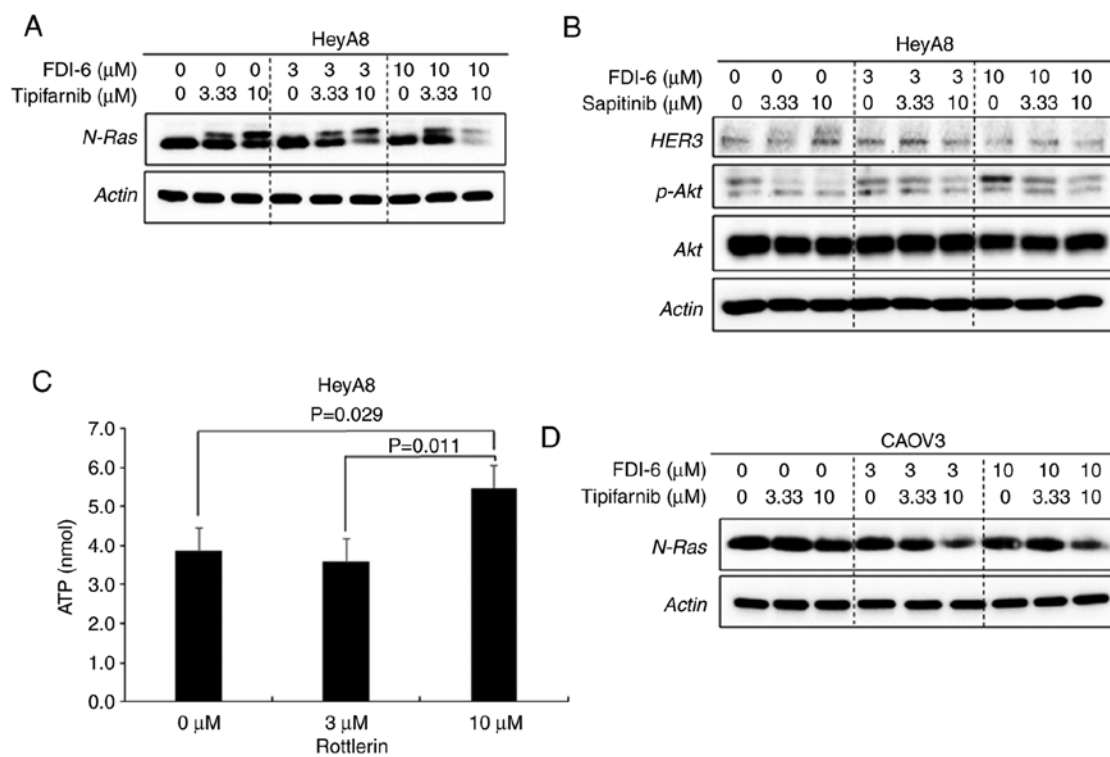 A
HeyA8
FDI-6 (μM) 0 0 0 3 3 3 10 10 10
Tipifarnib (μM) 0 3.33 10 0 3.33 10 0 3.33 10
N-Ras
Actin
B
HeyA8
FDI-6 (μM) 0 0 0 3 3 3 10 10 10
Sapitinib (μM) 0 3.33 10 0 3.33 10 0 3.33 10
HER3
p-Akt
Akt
Actin
C
HeyA8
P=0.029
P=0.011
7.0
6.0
5.0
4.0
3.0
2.0
1.0
0.0
ATP (nmol)
0 μM 3 μM 10 μM
Rottlerin
D
CAOV3
FDI-6 (μM) 0 0 0 3 3 3 10 10 10
Tipifarnib (μM) 0 3.33 10 0 3.33 10 0 3.33 10
N-Ras
Actin